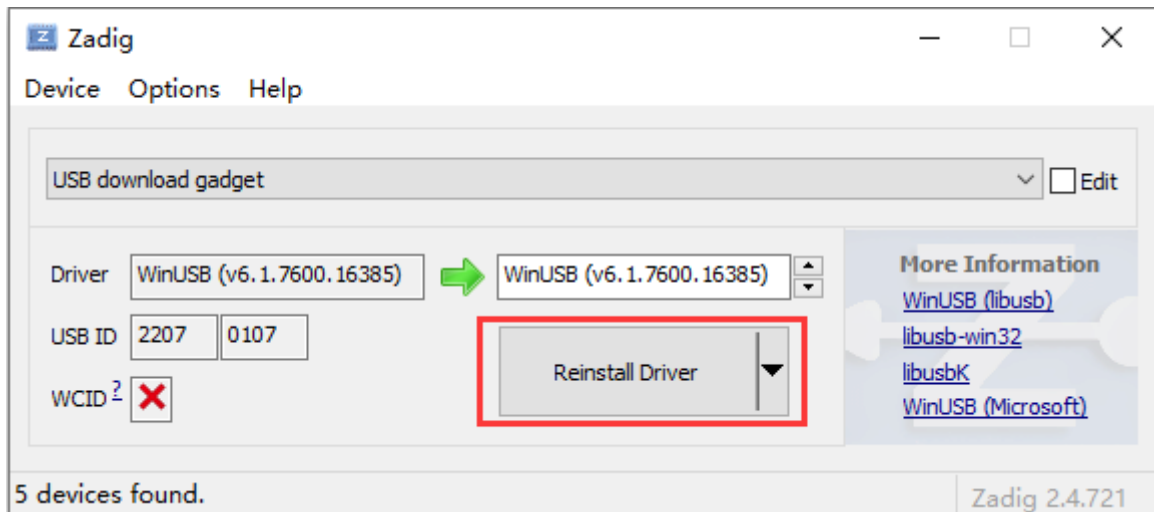 Zadig
Device Options Help
USB download gadget
Edit
Driver WinUSB (v6.1.7600.16385) WinUSB (v6.1.7600.16385)
USB ID 2207 0107
WCID ?
Reinstall Driver
More Information
WinUSB (libusb)
libusb-win32
libusbK
WinUSB (Microsoft)
5 devices found.
Zadig 2.4.721